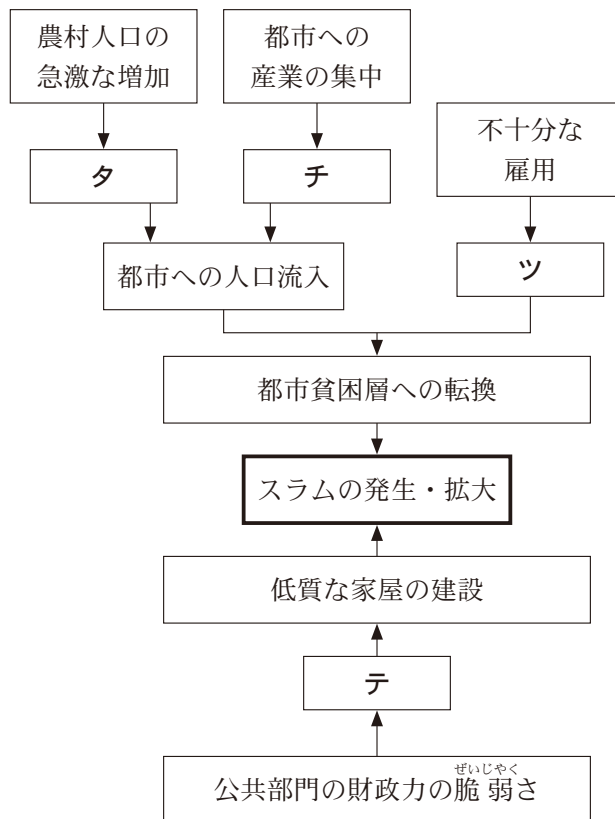 農村人口の
急激な増加
都市への
産業の集中
不十分な
雇用
タ
チ
ツ
都市への人口流入
都市貧困層への転換
スラムの発生・拡大
低質な家屋の建設
テ
ぜいじやく
公共部門の財政力の脆弱さ